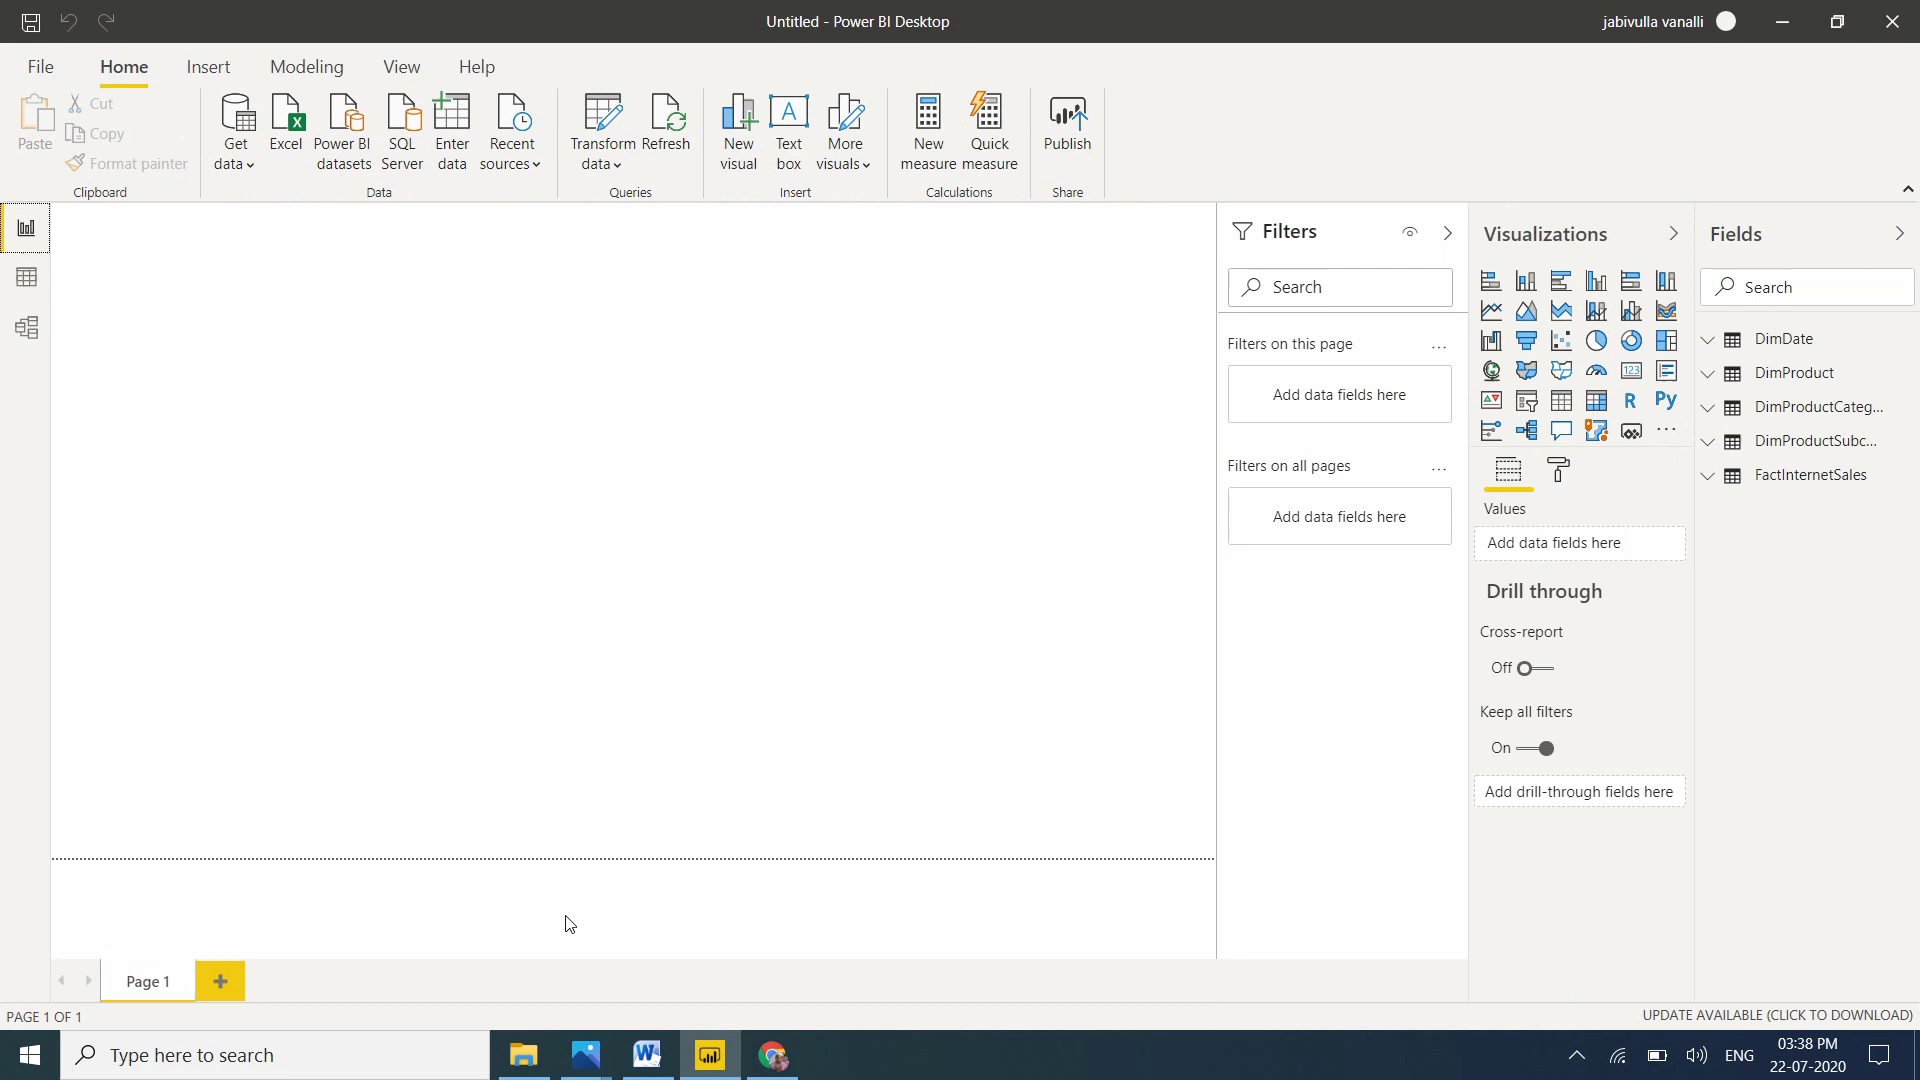 Untitled - Power BI Desktop
jabivulla vanalli
File
Home
Insert
Modeling
View
Help
Paste
Cut
Copy
Format painter
Clipboard
Get
data
Excel
Power BI
datasets
SQL
Server
Enter
data
Recent
sources
Data
Transform
data
Refresh
Queries
New
visual
Text
box
More
visuals
Insert
New
measure
Quick
measure
Calculations
Publish
Share
Filters
Search
Filters on this page
...
Add data fields here
Filters on all pages
...
Add data fields here
Visualizations
123
R
Py
...
Values
Add data fields here
Drill through
Cross-report
Off
Keep all filters
On
Add drill-through fields here
Fields
Search
DimDate
DimProduct
DimProductCateg...
DimProductSubc...
FactInternetSales
Page 1
PAGE 1 OF 1
UPDATE AVAILABLE (CLICK TO DOWNLOAD)
Type here to search
ENG
03:38 PM
22-07-2020